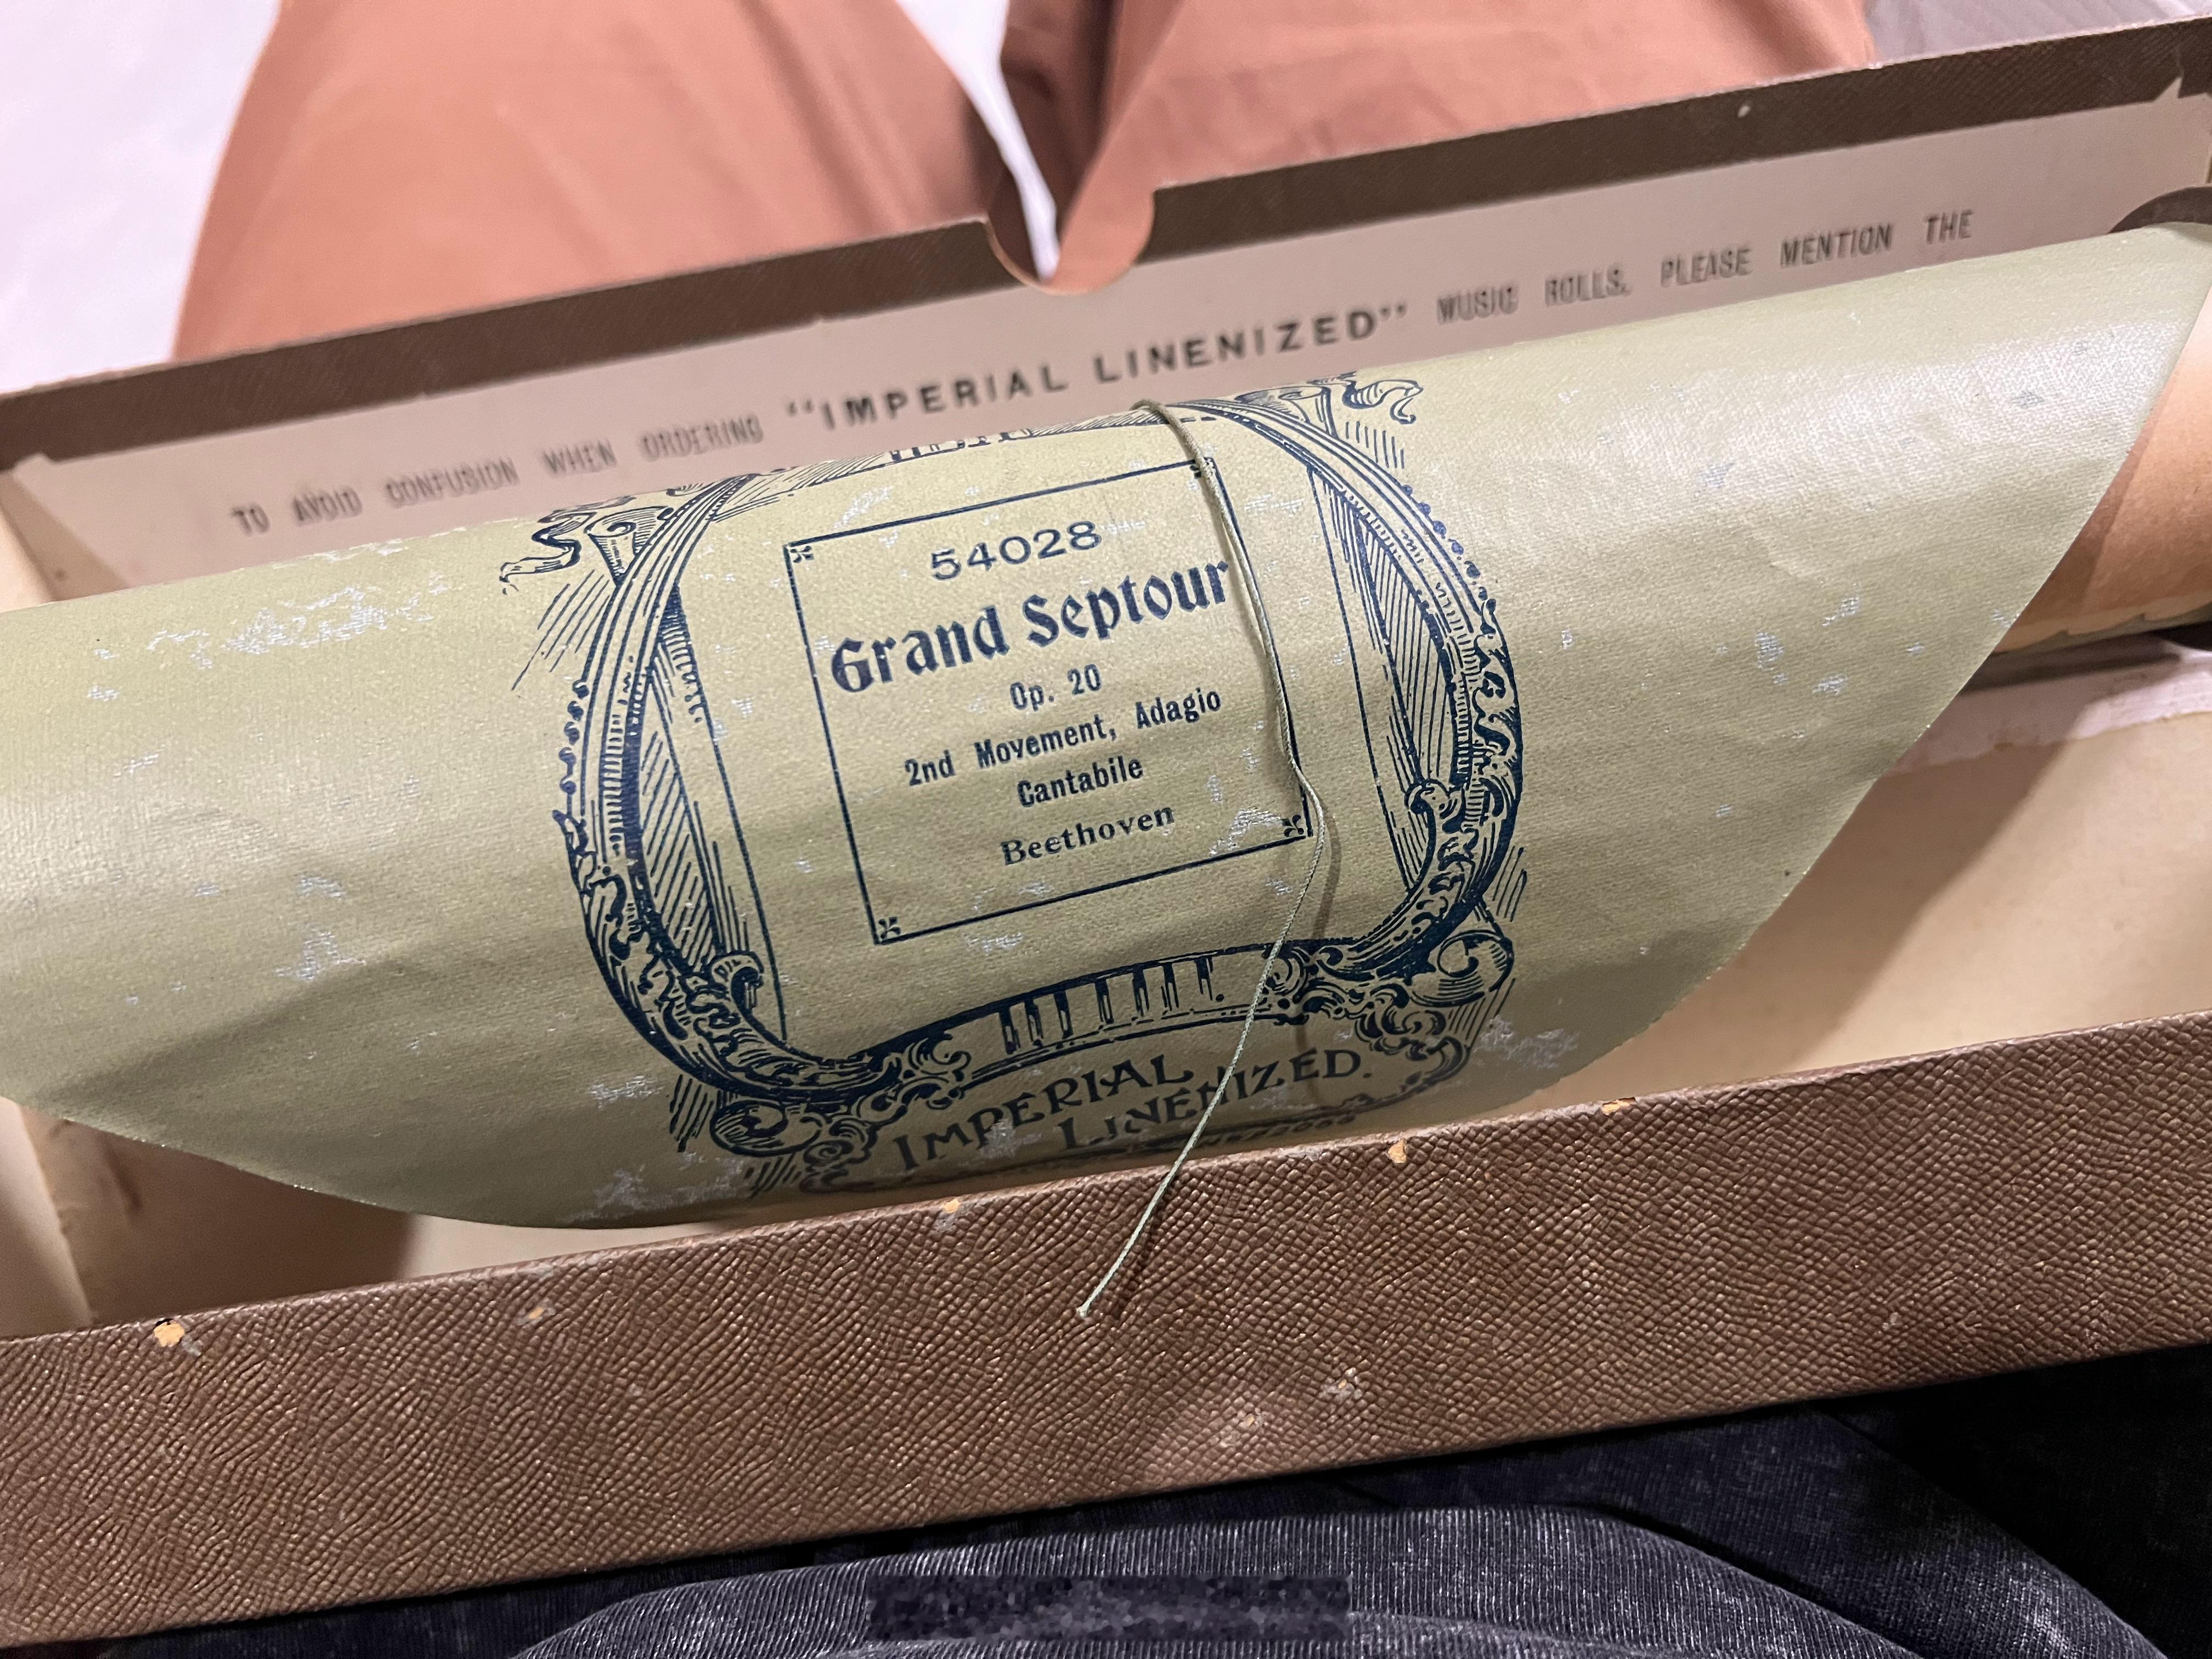 TO AVOID CONFUSION WHEN ORDERING "IMPERIAL LINENIZED" MUSIC ROLLS, PLEASE MENTION THE
54028
Grand Septour
Op. 20
2nd Movement, Adagio
Cantabile
Beethoven
IMPERIAL
LINENIZED.